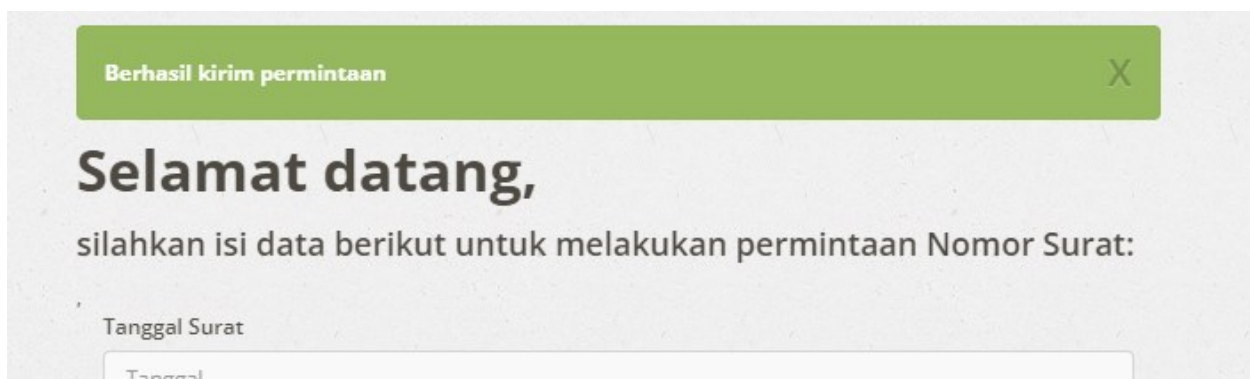 Berhasil kirim permintaan X
Selamat datang,
silahkan isi data berikut untuk melakukan permintaan Nomor Surat:
,
Tanggal Surat
Tanggal